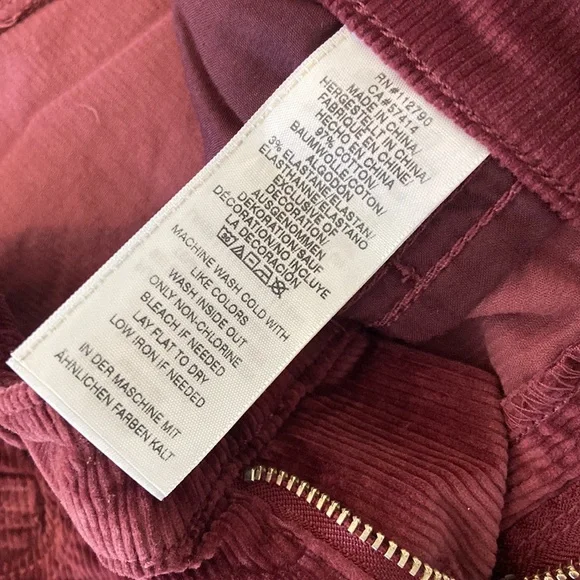 RN#112790
CA#57414
MADE IN CHINA/
HERGESTELLT IN CHINA/
FABRIQUE EN CHINE/
HECHO EN CHINA
97% COTTON/
BAUMWOLLE/COTON/
ALGODÓN
3% ELASTANE/ELASTAN/
ELASTHANNE/ELASTANO
EXCLUSIVE OF
DECORATION/
DÉCORATION/NON INCLUYE
AUSGENOMMEN
DEKORATION/SAUF
LA DECORACIÓN
MACHINE WASH COLD WITH
LIKE COLORS
WASH INSIDE OUT
ONLY NON-CHLORINE
BLEACH IF NEEDED
LAY FLAT TO DRY
LOW IRON IF NEEDED
IN DER MASCHINE MIT
ÄHNLICHEN FARBEN KALT